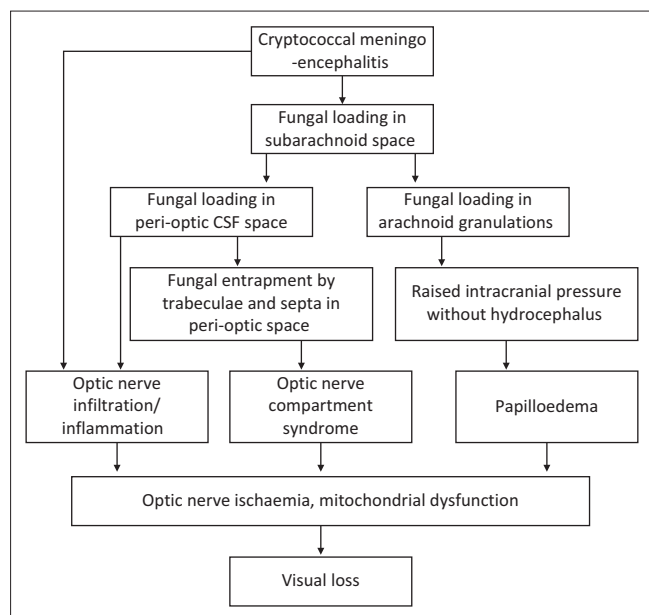 Cryptococcal meningo
-encephalitis
Fungal loading in
subarachnoid space
Fungal loading in
peri-optic CSF space
Fungal loading in
arachnoid granulations
Fungal entrapment by
trabeculae and septa in
peri-optic space
Raised intracranial pressure
without hydrocephalus
Optic nerve
infiltration/
inflammation
Optic nerve
compartment
syndrome
Papilloedema
Optic nerve ischaemia, mitochondrial dysfunction
Visual loss